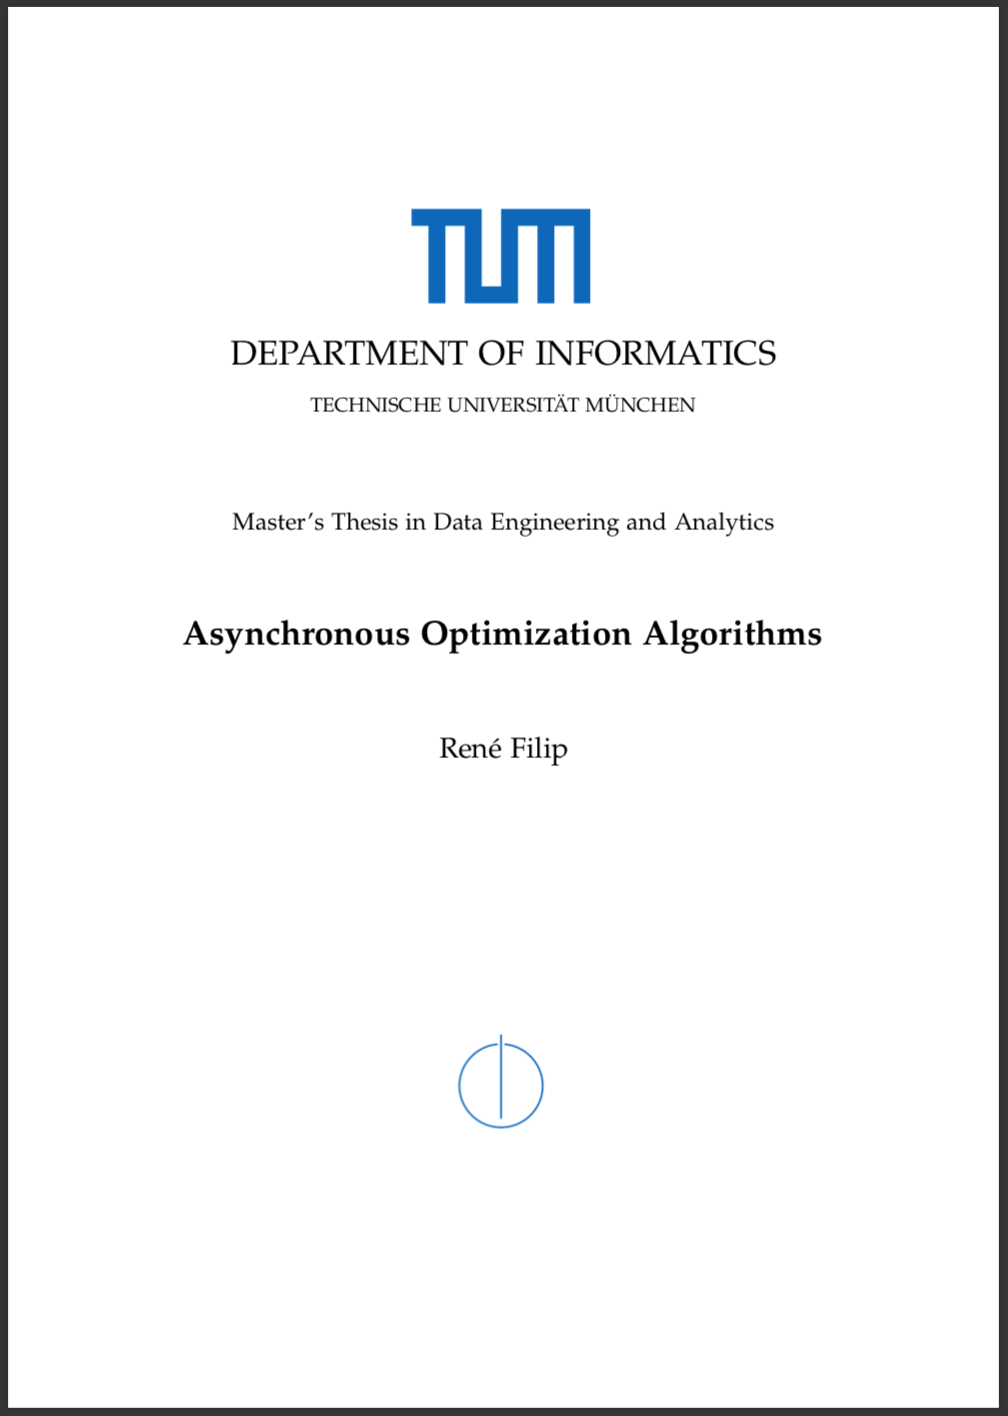 TUM
DEPARTMENT OF INFORMATICS
TECHNISCHE UNIVERSITÄT MÜNCHEN
Master's Thesis in Data Engineering and Analytics
Asynchronous Optimization Algorithms
René Filip